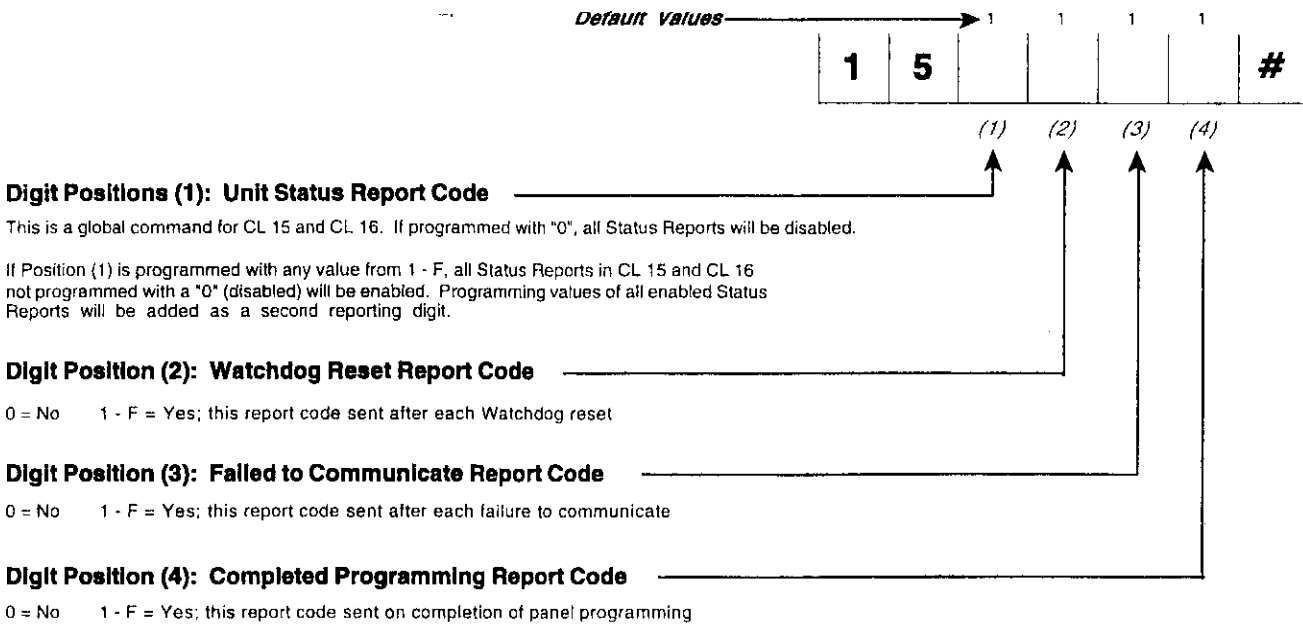 Default Values 1 1 1 1
1 5 #
(1) (2) (3) (4)
Digit Positions (1): Unit Status Report Code
This is a global command for CL 15 and CL 16. If programmed with "0", all Status Reports will be disabled.
If Position (1) is programmed with any value from 1 - F, all Status Reports in CL 15 and CL 16
not programmed with a "0" (disabled) will be enabled. Programming values of all enabled Status
Reports will be added as a second reporting digit.
Digit Position (2): Watchdog Reset Report Code
0 = No 1 - F = Yes; this report code sent after each Watchdog reset
Digit Position (3): Failed to Communicate Report Code
0 = No 1 - F = Yes; this report code sent after each failure to communicate
Digit Position (4): Completed Programming Report Code
0 = No 1 - F = Yes; this report code sent on completion of panel programming